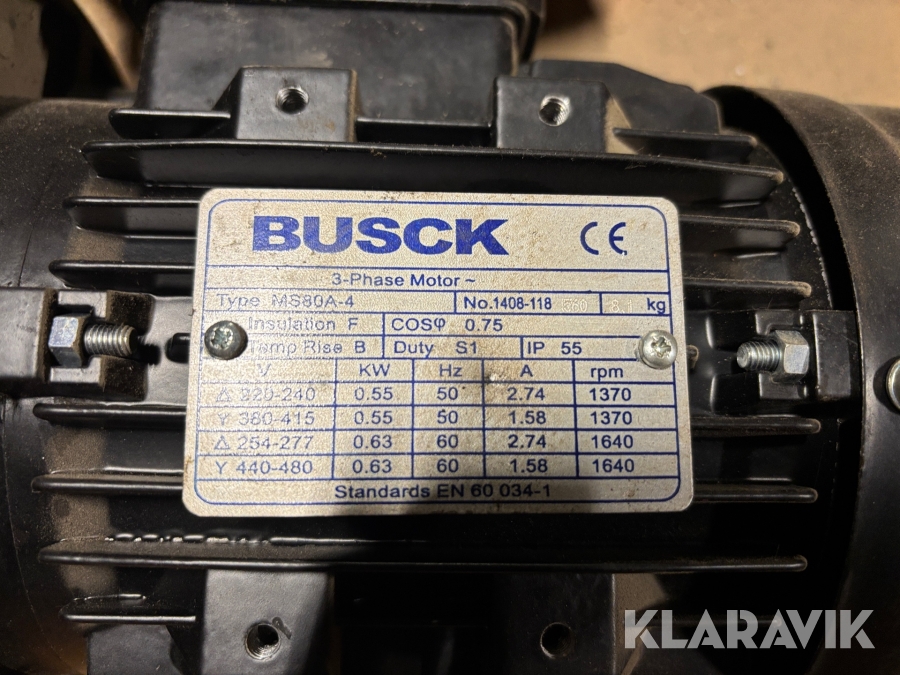 BUSCK CE
3-Phase Motor ~
Type MS80A-4 No.1408-118 760 8.1 kg
Insulation F COSφ 0.75
Temp Rise B Duty S1 IP 55
V KW Hz A rpm
Δ 220-240 0.55 50 2.74 1370
Y 380-415 0.55 50 1.58 1370
Δ 254-277 0.63 60 2.74 1640
Y 440-480 0.63 60 1.58 1640
Standards EN 60 034-1
KLARAVIK